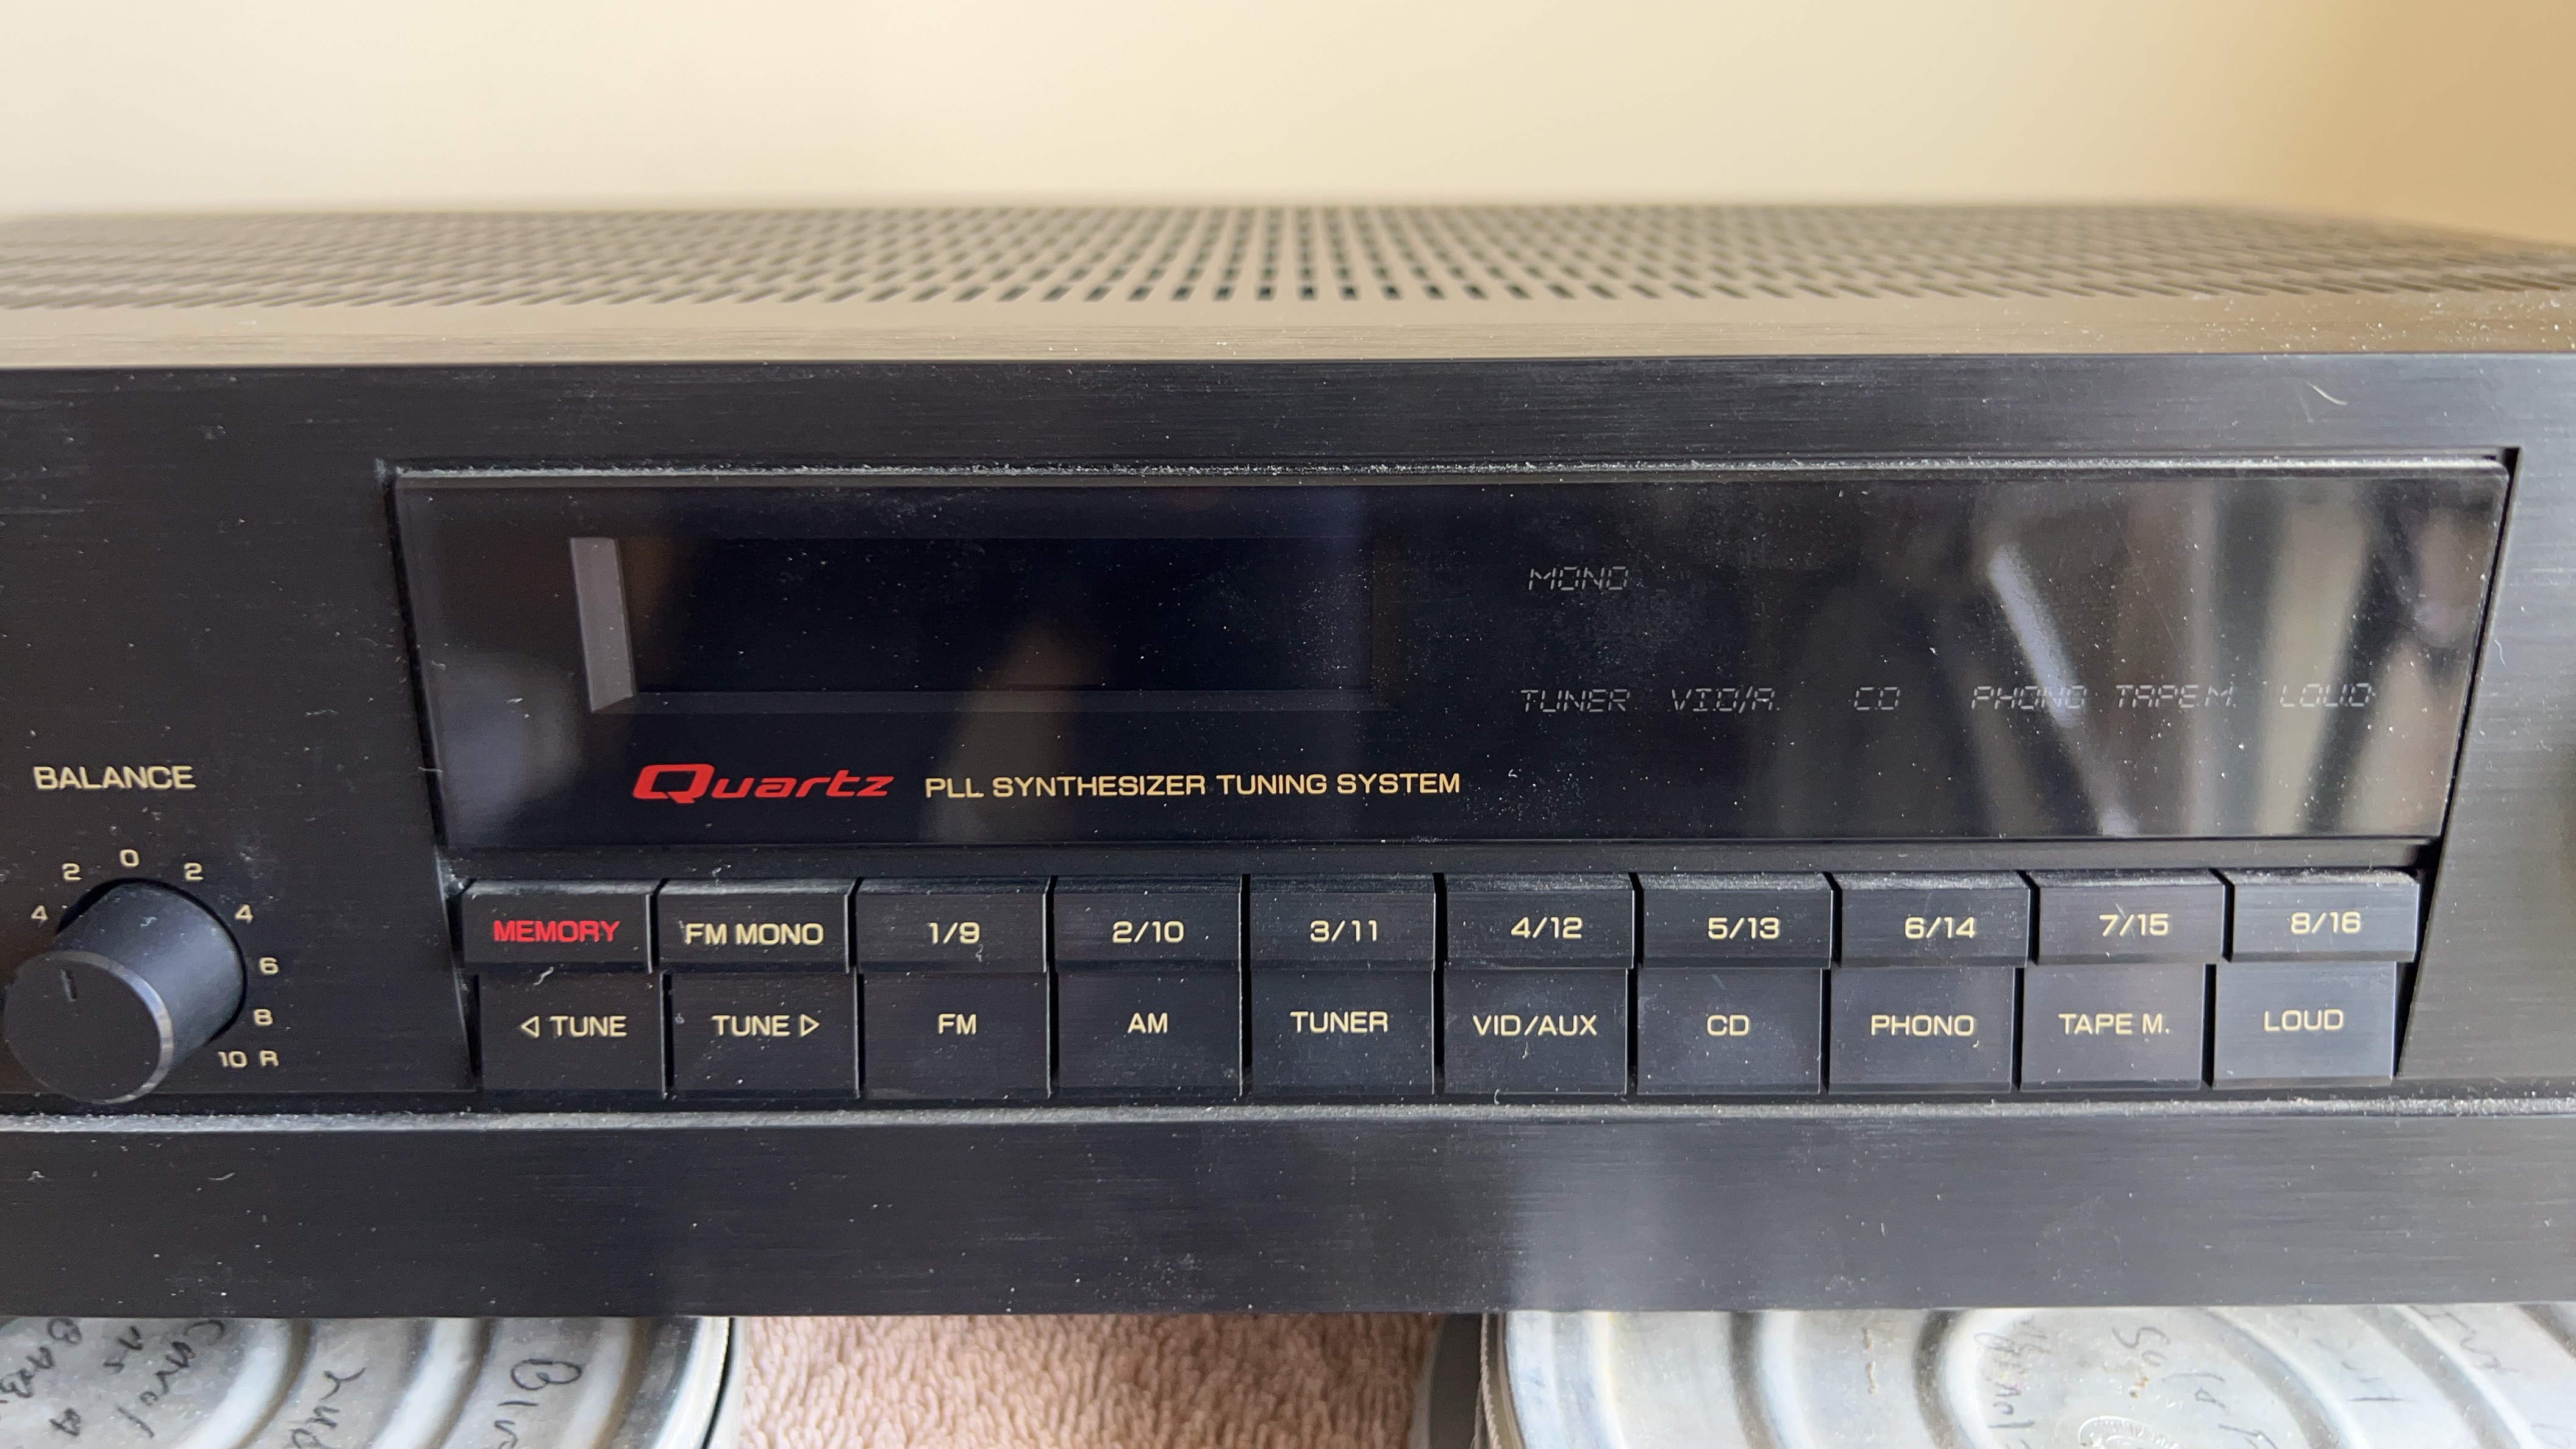 MONO
TUNER VID/A. CD PHONO TAPE M. LOUD
Quartz PLL SYNTHESIZER TUNING SYSTEM
BALANCE
4 2 0 2 4 6 8 10 R
MEMORY FM MONO 1/9 2/10 3/11 4/12 5/13 6/14 7/15 8/16
◁ TUNE TUNE ▷ FM AM TUNER VID/AUX CD PHONO TAPE M. LOUD